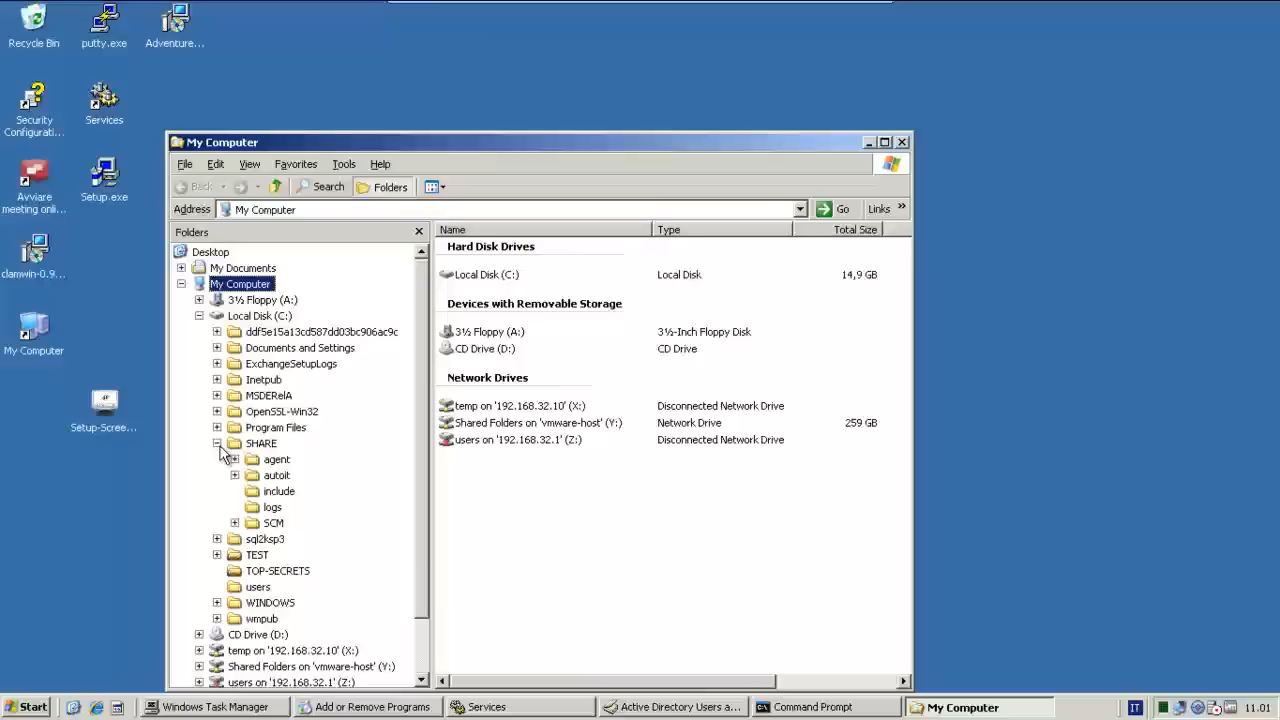 Recycle Bin
putty.exe
Adventure...
Security
Configurati...
Services
Avviare
meeting onli...
Setup.exe
clamwin-0.9...
My Computer
Setup-Scree...
My Computer
File Edit View Favorites Tools Help
Back Search Folders
Address My Computer Go Links »
Folders
Desktop
My Documents
My Computer
3½ Floppy (A:)
Local Disk (C:)
ddf5e15a13cd587dd03bc906ac9c
Documents and Settings
ExchangeSetupLogs
Inetpub
MSDERelA
OpenSSL-Win32
Program Files
SHARE
agent
autoit
include
logs
SCM
sql2ksp3
TEST
TOP-SECRETS
users
WINDOWS
wmpub
CD Drive (D:)
temp on '192.168.32.10' (X:)
Shared Folders on 'vmware-host' (Y:)
users on '192.168.32.1' (Z:)
Name Type Total Size
Hard Disk Drives
Local Disk (C:) Local Disk 14,9 GB
Devices with Removable Storage
3½ Floppy (A:) 3½-Inch Floppy Disk
CD Drive (D:) CD Drive
Network Drives
temp on '192.168.32.10' (X:) Disconnected Network Drive
Shared Folders on 'vmware-host' (Y:) Network Drive 259 GB
users on '192.168.32.1' (Z:) Disconnected Network Drive
Start Windows Task Manager Add or Remove Programs Services Active Directory Users a... Command Prompt My Computer IT 11.01